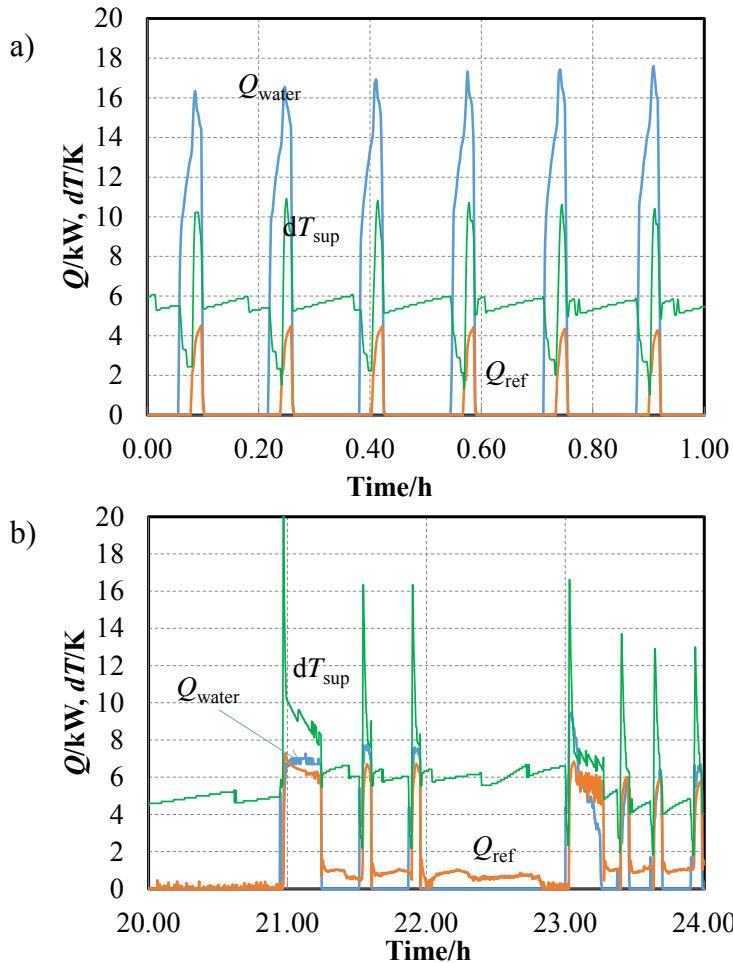 a)
Q/kW, dT/K
20
18
16
14
12
10
8
6
4
2
0
Qwater
dTsup
Qref
0.00 0.20 0.40 0.60 0.80 1.00
Time/h
b)
Q/kW, dT/K
20
18
16
14
12
10
8
6
4
2
0
dTsup
Qwater
Qref
20.00 21.00 22.00 23.00 24.00
Time/h